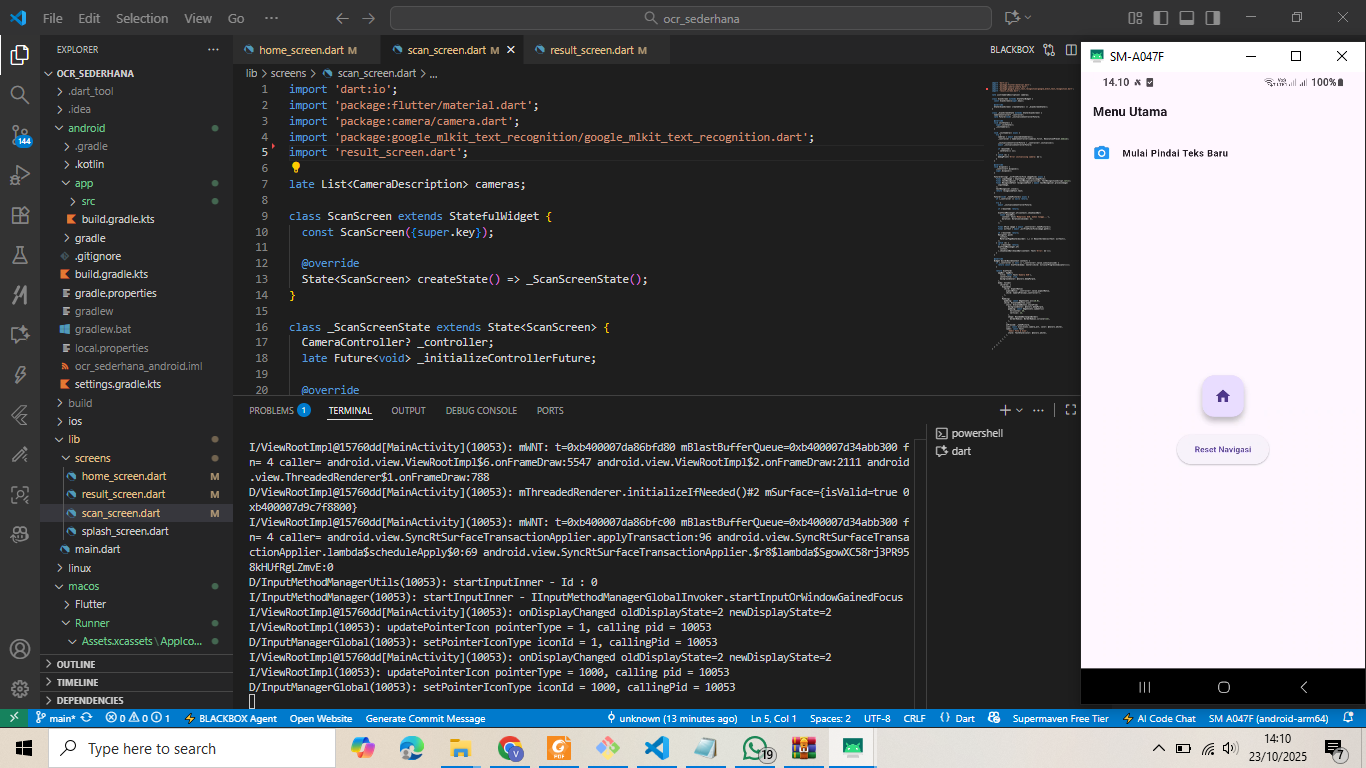 File Edit Selection View Go ···
ocr_sederhana
EXPLORER
OCR_SEDERHANA
.dart_tool
.idea
android
.gradle
.kotlin
app
src
build.gradle.kts
gradle
.gitignore
build.gradle.kts
gradle.properties
gradlew
gradlew.bat
local.properties
ocr_sederhana_android.iml
settings.gradle.kts
build
ios
lib
screens
home_screen.dart M
result_screen.dart M
scan_screen.dart M
splash_screen.dart
main.dart
linux
macos
Flutter
Runner
Assets.xcassets \ AppIco...
OUTLINE
TIMELINE
DEPENDENCIES
144
home_screen.dart M
scan_screen.dart M
result_screen.dart M
BLACKBOX
lib > screens > scan_screen.dart > ...
1 import 'dart:io';
2 import 'package:flutter/material.dart';
3 import 'package:camera/camera.dart';
4 import 'package:google_mlkit_text_recognition/google_mlkit_text_recognition.dart';
5 import 'result_screen.dart';
6
7 late List<CameraDescription> cameras;
8
9 class ScanScreen extends StatefulWidget {
10 const ScanScreen({super.key});
11
12 @override
13 State<ScanScreen> createState() => _ScanScreenState();
14 }
15
16 class _ScanScreenState extends State<ScanScreen> {
17 CameraController? _controller;
18 late Future<void> _initializeControllerFuture;
19
20 @override
PROBLEMS 1 TERMINAL OUTPUT DEBUG CONSOLE PORTS
I/ViewRootImpl@15760dd[MainActivity](10053): mWNT: t=0xb400007da86bfd80 mBlastBufferQueue=0xb400007d34abb300 f
n= 4 caller= android.view.ViewRootImpl$6.onFrameDraw:5547 android.view.ViewRootImpl$2.onFrameDraw:2111 android
.view.ThreadedRenderer$1.onFrameDraw:788
D/ViewRootImpl@15760dd[MainActivity](10053): mThreadedRenderer.initializeIfNeeded()#2 mSurface={isValid=true 0
xb400007d9c7f8800}
I/ViewRootImpl@15760dd[MainActivity](10053): mWNT: t=0xb400007da86bfc00 mBlastBufferQueue=0xb400007d34abb300 f
n= 4 caller= android.view.SyncRtSurfaceTransactionApplier.applyTransaction:96 android.view.SyncRtSurfaceTransa
ctionApplier.lambda$scheduleApply$0:69 android.view.SyncRtSurfaceTransactionApplier.$r8$lambda$SgowXC58rj3PR95
8kHUfRgLZmvE:0
D/InputMethodManagerUtils(10053): startInputInner - Id : 0
I/InputMethodManager(10053): startInputInner - IInputMethodManagerGlobalInvoker.startInputOrWindowGainedFocus
I/ViewRootImpl@15760dd[MainActivity](10053): onDisplayChanged oldDisplayState=2 newDisplayState=2
I/ViewRootImpl(10053): updatePointerIcon pointerType = 1, calling pid = 10053
D/InputManagerGlobal(10053): setPointerIconType iconId = 1, callingPid = 10053
I/ViewRootImpl@15760dd[MainActivity](10053): onDisplayChanged oldDisplayState=2 newDisplayState=2
I/ViewRootImpl(10053): updatePointerIcon pointerType = 1000, calling pid = 10053
D/InputManagerGlobal(10053): setPointerIconType iconId = 1000, callingPid = 10053
powershell
dart
SM-A047F
14.10 100%
Menu Utama
Mulai Pindai Teks Baru
Reset Navigasi
main* 0 0 1 BLACKBOX Agent Open Website Generate Commit Message unknown (13 minutes ago) Ln 5, Col 1 Spaces: 2 UTF-8 CRLF {} Dart Supermaven Free Tier AI Code Chat SM A047F (android-arm64)
Type here to search
PDF
19
14:10
23/10/2025
7